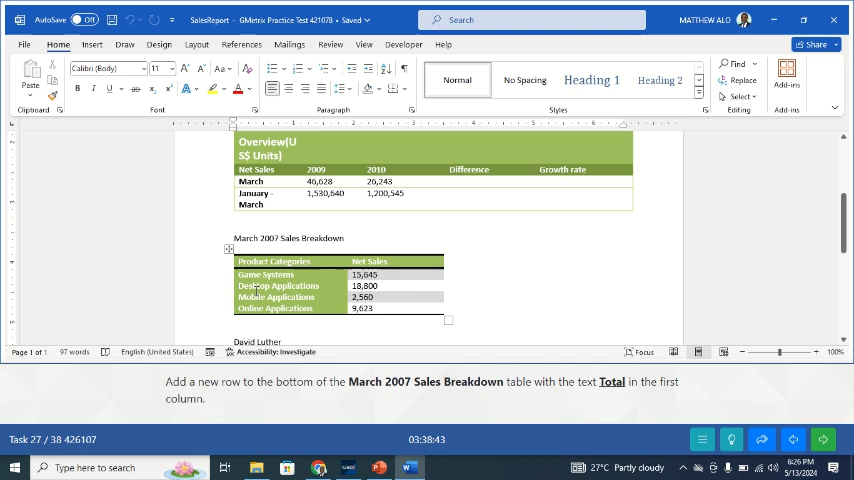 AutoSave Off SalesReport - GMetrix Practice Test 421078 • Saved Search MATTHEW ALO
File Home Insert Draw Design Layout References Mailings Review View Developer Help Share
Paste Calibri (Body) 11 Normal No Spacing Heading 1 Heading 2 Find Replace Select Add-ins
Clipboard Font Paragraph Styles Editing Add-ins
Overview(U
S$ Units)
Net Sales 2009 2010 Difference Growth rate
March 46,628 26,243
January - 1,530,640 1,200,545
March
March 2007 Sales Breakdown
Product Categories Net Sales
Game Systems 15,645
Desktop Applications 18,800
Mobile Applications 2,560
Online Applications 9,623
David Luther
Page 1 of 1 97 words English (United States) Accessibility: Investigate Focus 100%
Add a new row to the bottom of the March 2007 Sales Breakdown table with the text Total in the first
column.
Task 27 / 38 426107 03:38:43
Type here to search 27°C Partly cloudy 6:26 PM
5/13/2024